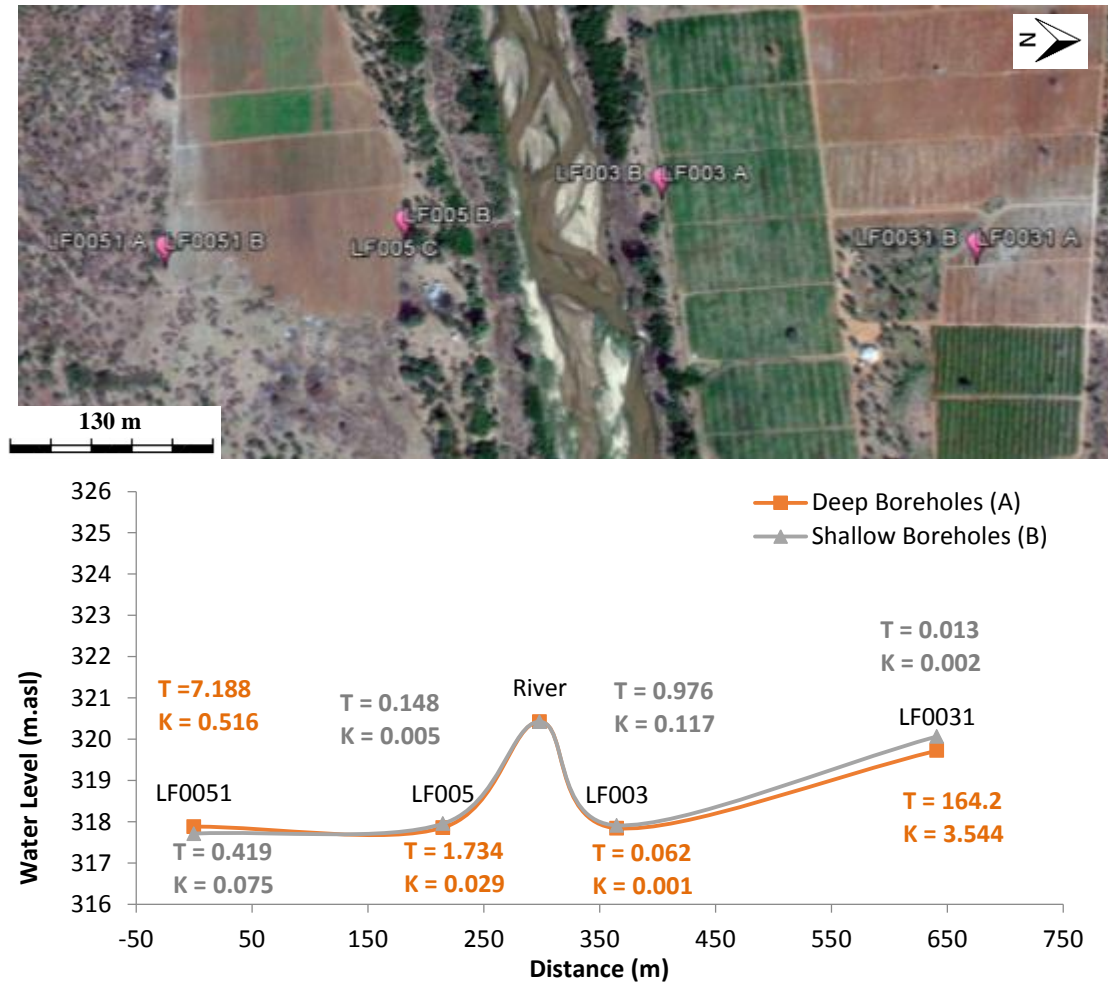 N
LF003 B
LF003 A
LF005 B
LF005 C
LF0051 A
LF0051 B
LF0031 B
LF0031 A
130 m
326
325
324
323
322
321
320
319
318
317
316
Water Level (m.asl)
Deep Boreholes (A)
Shallow Boreholes (B)
T =7.188
K = 0.516
T = 0.148
K = 0.005
River
T = 0.976
K = 0.117
T = 0.013
K = 0.002
LF0051
LF005
LF003
LF0031
T = 0.419
K = 0.075
T = 1.734
K = 0.029
T = 0.062
K = 0.001
T = 164.2
K = 3.544
-50 50 150 250 350 450 550 650 750
Distance (m)